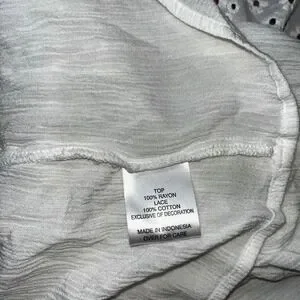 TOP
100% RAYON
LACE
100% COTTON
EXCLUSIVE OF DECORATION
MADE IN INDONESIA
OVER FOR CARE